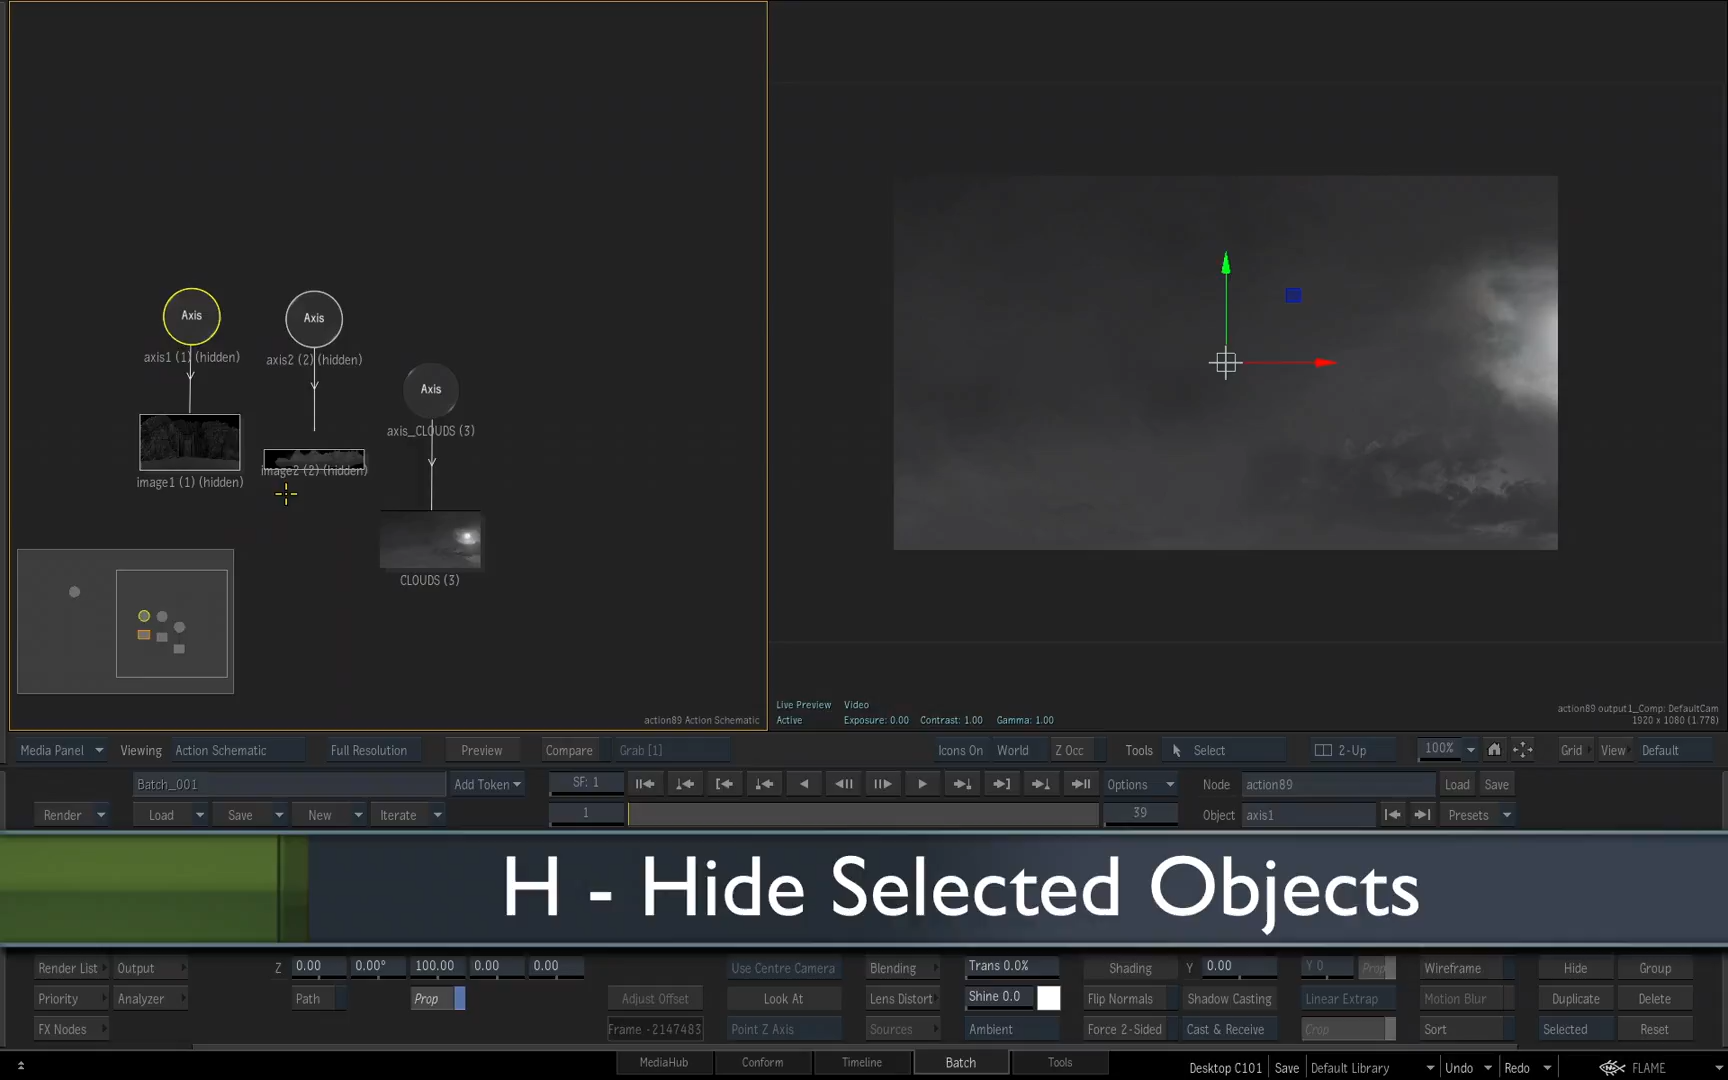 Axis
Axis
axis1 (1) (hidden)
axis2 (2) (hidden)
Axis
axis_CLOUDS (3)
image2 (2) (hidden)
image1 (1) (hidden)
CLOUDS (3)
action89 Action Schematic
Live Preview Video
Active Exposure: 0.00 Contrast: 1.00 Gamma: 1.00
action89 output1_Comp: DefaultCam
1920 x 1080 (1.778)
Media Panel Viewing Action Schematic Full Resolution Preview Compare Grab [1] Icons On World Z Occ Tools Select 2-Up 100% Grid View Default
Batch_001 Add Token SF: 1 Options Node action89 Load Save
Render Load Save New Iterate 1 39 Object axis1 Presets
H - Hide Selected Objects
Render List Output Z 0.00 0.00° 100.00 0.00 0.00 Use Centre Camera Blending Trans 0.0% Shading Y 0.00 Y 0 Prop Wireframe Hide Group
Priority Analyzer Path Prop Adjust Offset Look At Lens Distort Shine 0.0 Flip Normals Shadow Casting Linear Extrap Motion Blur Duplicate Delete
FX Nodes Frame -2147483 Point Z Axis Sources Ambient Force 2-Sided Cast & Receive Crop Sort Selected Reset
MediaHub Conform Timeline Batch Tools Desktop C101 Save Default Library Undo Redo FLAME